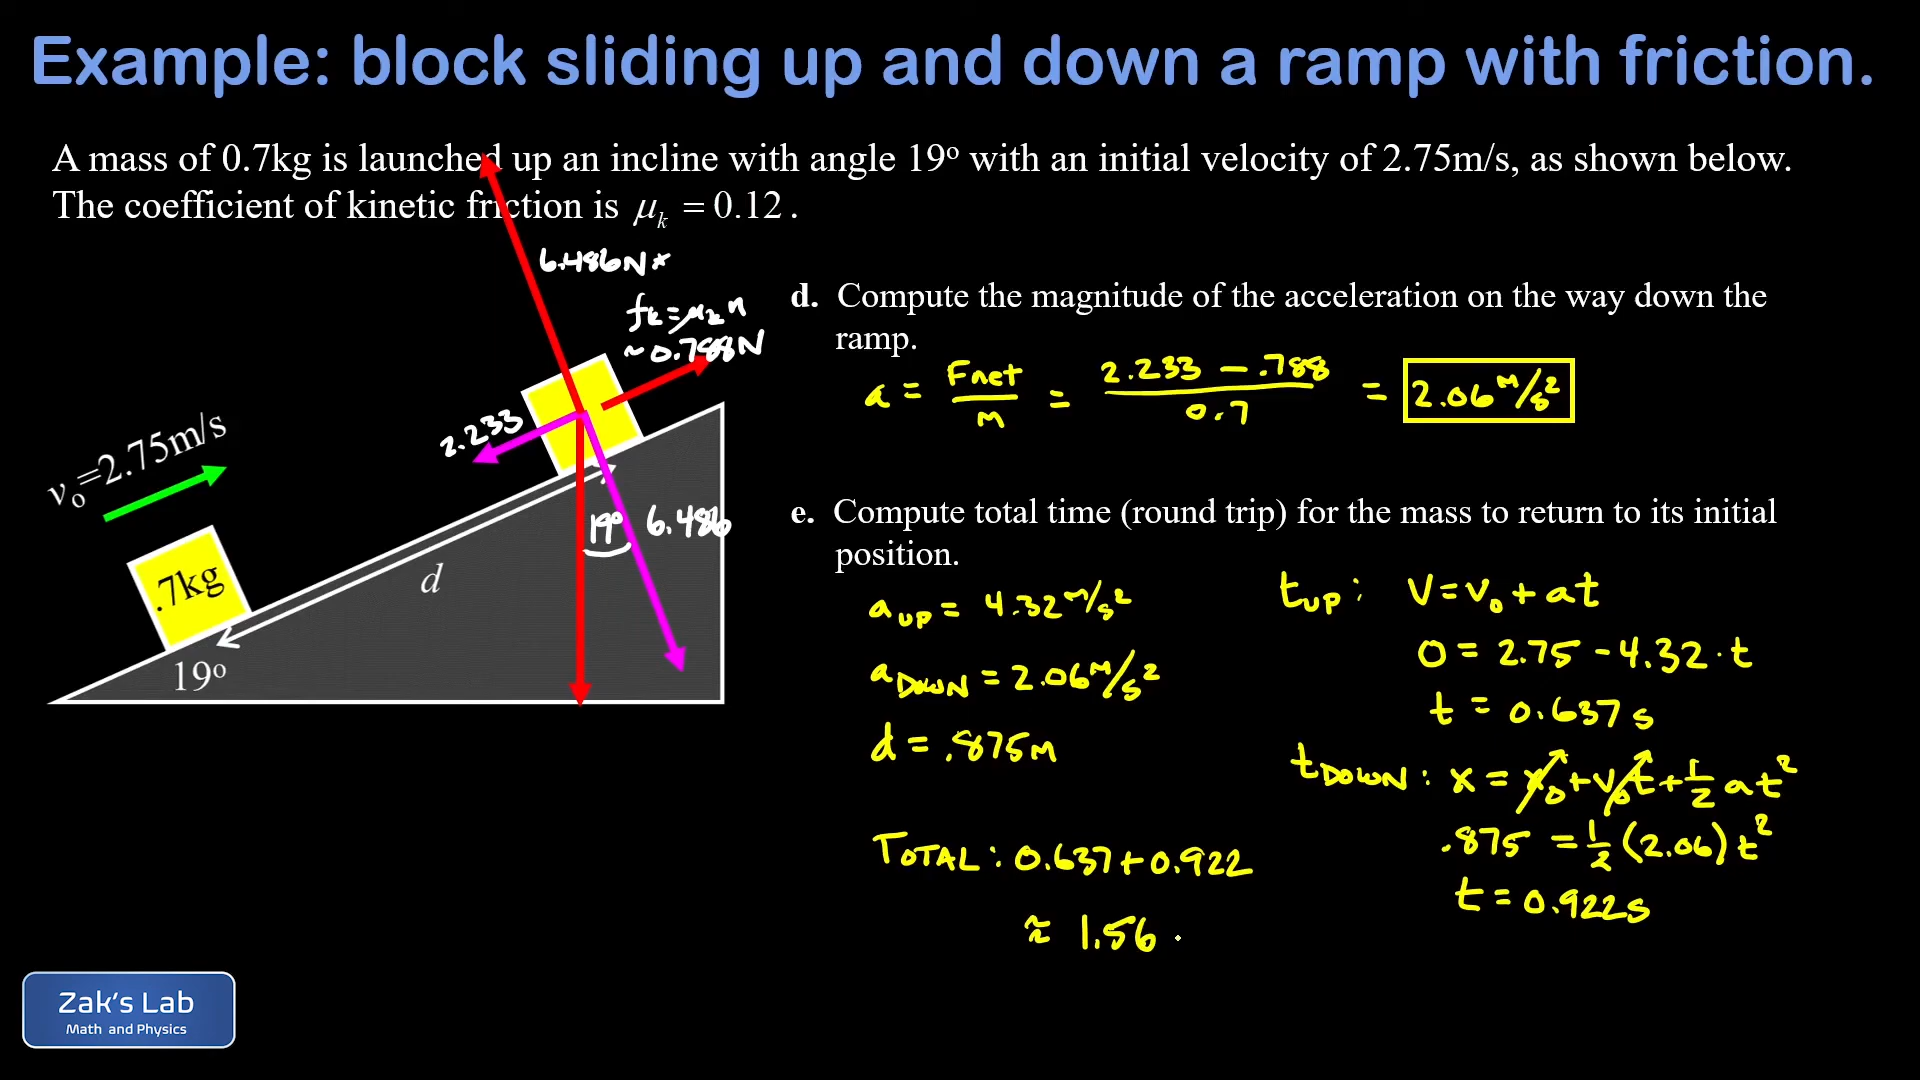 Example: block sliding up and down a ramp with friction.
A mass of 0.7kg is launched up an incline with angle 19° with an initial velocity of 2.75m/s, as shown below.
The coefficient of kinetic friction is μk = 0.12.
6.486N
fk = μk n
~ 0.788N
2.233
v₀=2.75m/s
19° 6.486
.7kg
d
19°
d. Compute the magnitude of the acceleration on the way down the
ramp.
a = Fnet/m = (2.233 − .788)/0.7 = 2.06 m/s²
e. Compute total time (round trip) for the mass to return to its initial
position.
aUP = 4.32 m/s²
aDOWN = 2.06 m/s²
d = .875m
TOTAL: 0.637+0.922
≈ 1.56
tUP: V = v₀ + at
0 = 2.75 − 4.32·t
t = 0.637s
tDOWN: x = x₀ + v₀t + ½at²
.875 = ½(2.06)t²
t = 0.922s
Zak's Lab
Math and Physics